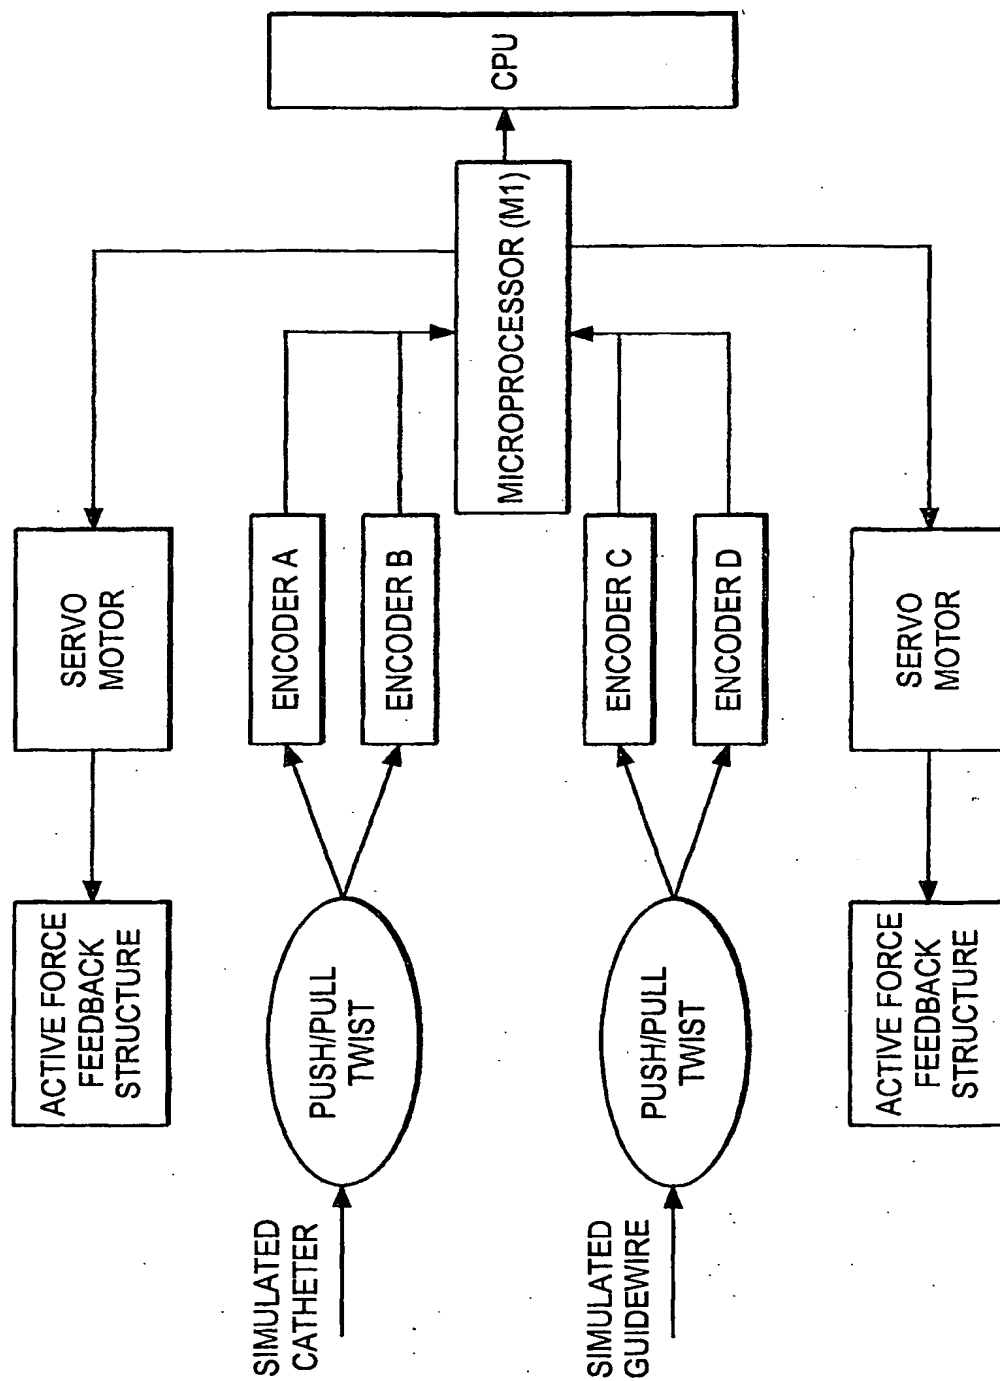 SIMULATED
CATHETER
PUSH/PULL
TWIST
SIMULATED
GUIDEWIRE
PUSH/PULL
TWIST
ACTIVE FORCE
FEEDBACK
STRUCTURE
SERVO
MOTOR
ENCODER A
ENCODER B
ENCODER C
ENCODER D
ACTIVE FORCE
FEEDBACK
STRUCTURE
SERVO
MOTOR
MICROPROCESSOR (M1)
CPU